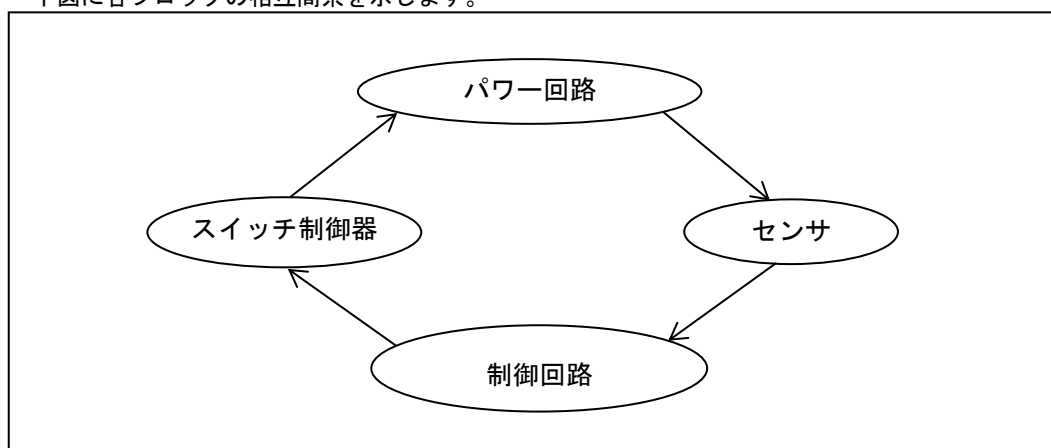 下図に各ブロックの相互関案を示します。
パワー回路
スイッチ制御器
センサ
制御回路